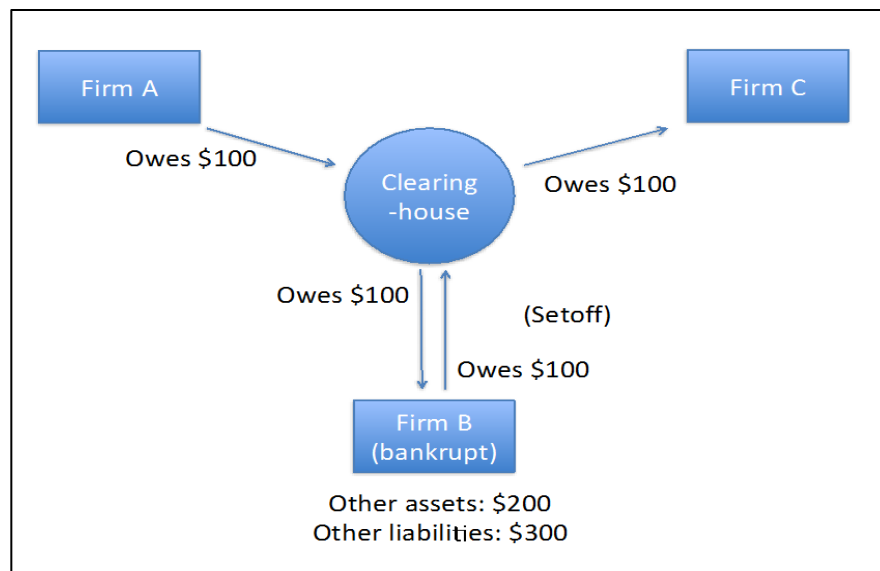 Firm A
Firm C
Owes $100
Clearing
-house
Owes $100
Owes $100
(Setoff)
Owes $100
Firm B
(bankrupt)
Other assets: $200
Other liabilities: $300